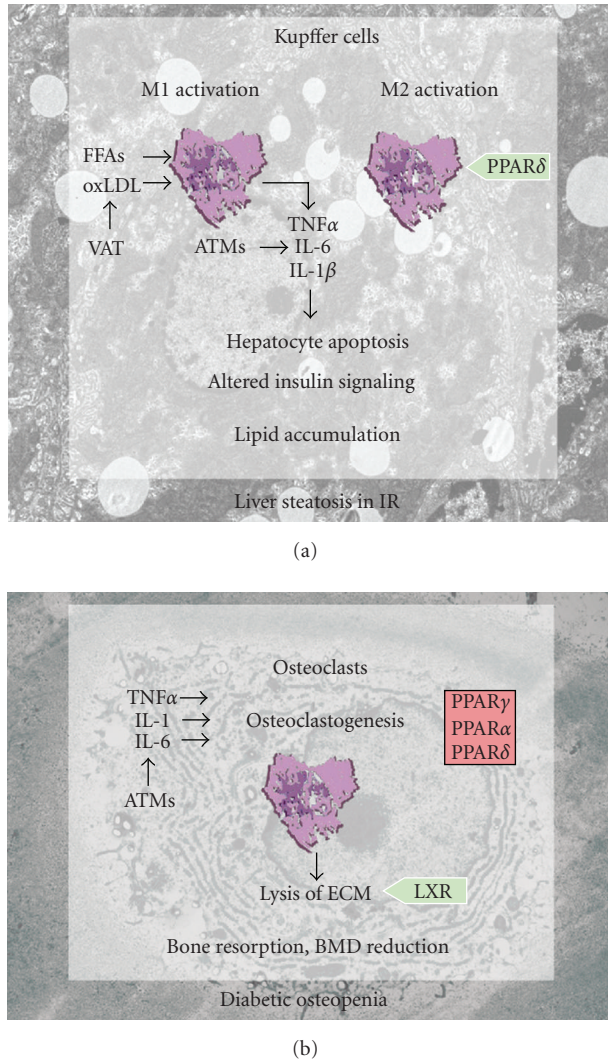 Kupffer cells
M1 activation
M2 activation
FFAs
oxLDL
VAT
PPARδ
ATMs
TNFα
IL-6
IL-1β
Hepatocyte apoptosis
Altered insulin signaling
Lipid accumulation
Liver steatosis in IR
(a)
Osteoclasts
TNFα
IL-1
IL-6
ATMs
Osteoclastogenesis
PPARγ
PPARα
PPARδ
Lysis of ECM
LXR
Bone resorption, BMD reduction
Diabetic osteopenia
(b)